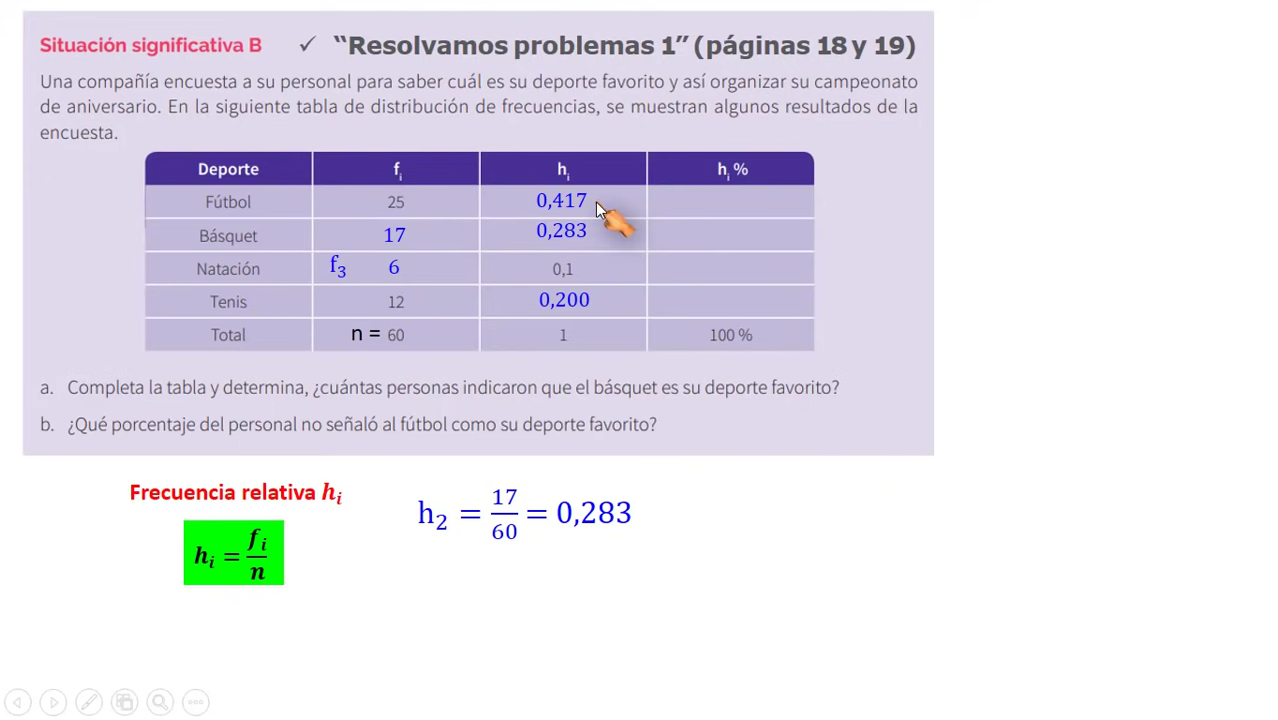 Situación significativa B ✓ “Resolvamos problemas 1” (páginas 18 y 19)
Una compañía encuesta a su personal para saber cuál es su deporte favorito y así organizar su campeonato
de aniversario. En la siguiente tabla de distribución de frecuencias, se muestran algunos resultados de la
encuesta.
Deporte fᵢ hᵢ hᵢ %
Fútbol 25 0,417
Básquet 17 0,283
Natación f₃ 6 0,1
Tenis 12 0,200
Total n = 60 1 100 %
a. Completa la tabla y determina, ¿cuántas personas indicaron que el básquet es su deporte favorito?
b. ¿Qué porcentaje del personal no señaló al fútbol como su deporte favorito?
Frecuencia relativa hᵢ
hᵢ = fᵢ/n
h₂ = 17/60 = 0,283